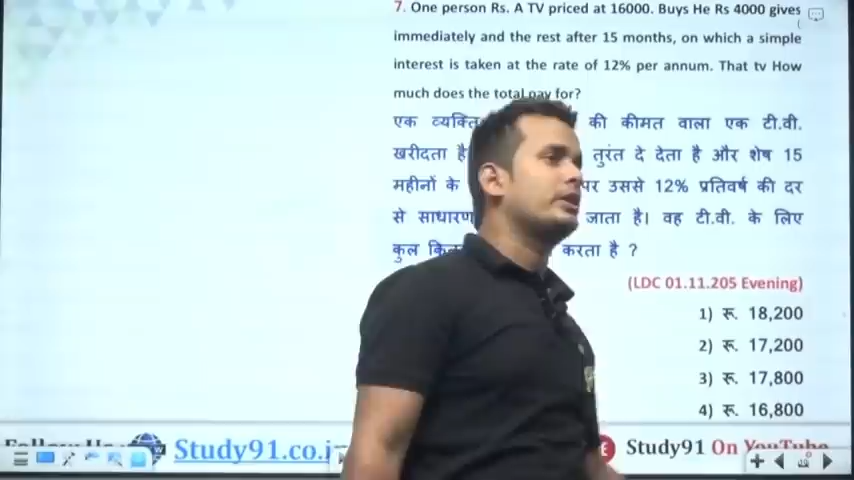 7. One person Rs. A TV priced at 16000. Buys He Rs 4000 gives
immediately and the rest after 15 months, on which a simple
interest is taken at the rate of 12% per annum. That tv How
much does the total pay for?
एक व्यक्ति की कीमत वाला एक टी.वी.
खरीदता है तुरंत दे देता है और शेष 15
महीनों के पर उससे 12% प्रतिवर्ष की दर
से साधारण जाता है। वह टी.वी. के लिए
कुल करता है ?
(LDC 01.11.205 Evening)
1) रू. 18,200
2) रू. 17,200
3) रू. 17,800
4) रू. 16,800
Study91.co.i
Study91 On YouTube